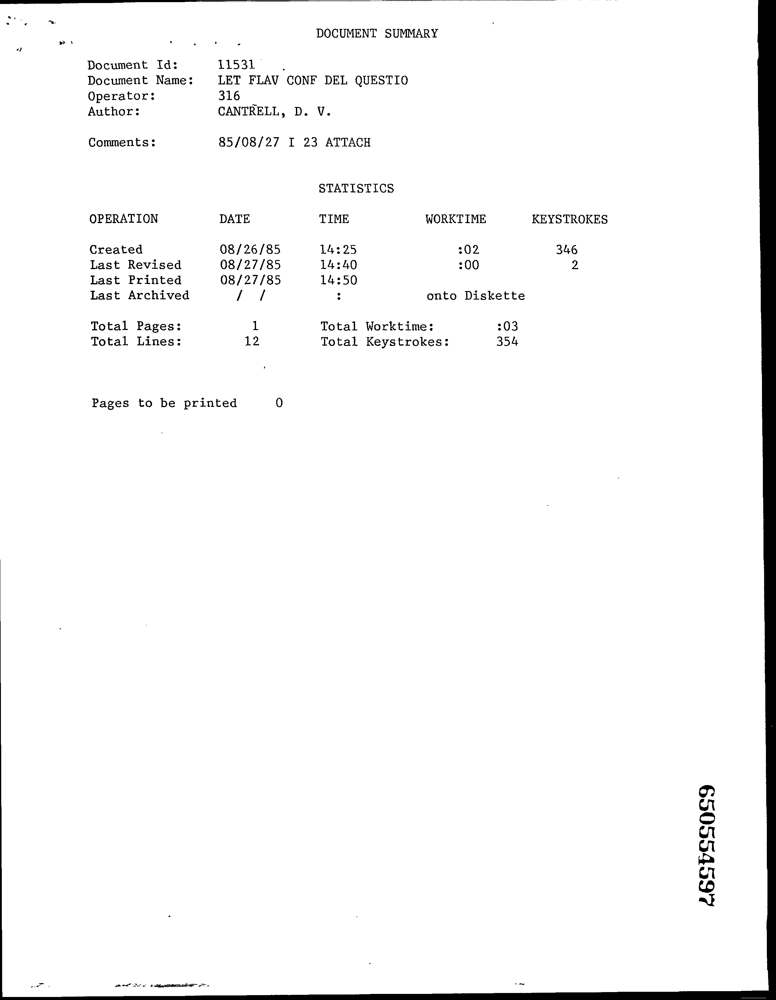 DOCUMENT SUMMARY
Document Id: 11531
Document Name: LET FLAV CONF DEL QUESTIO
Operator: 316
Author: CANTRELL, D. V.
Comments: 85/08/27 I 23 ATTACH
STATISTICS
OPERATION DATE TIME WORKTIME KEYSTROKES
Created 08/26/85 14:25 :02 346
Last Revised 08/27/85 14:40 :00 2
Last Printed 08/27/85 14:50
Last Archived / / : onto Diskette
Total Pages: 1 Total Worktime: :03
Total Lines: 12 Total Keystrokes: 354
Pages to be printed 0
650554597